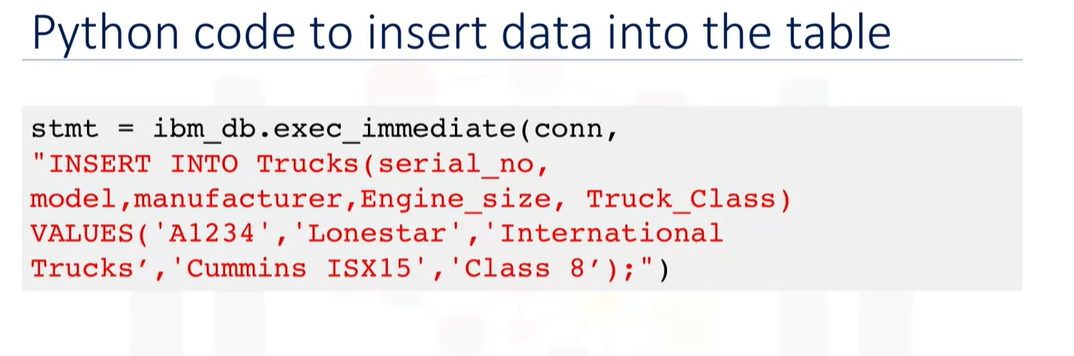 Python code to insert data into the table
stmt = ibm_db.exec_immediate(conn,
"INSERT INTO Trucks(serial_no,
model,manufacturer,Engine_size, Truck_Class)
VALUES('A1234','Lonestar','International
Trucks’,'Cummins ISX15','Class 8’);")